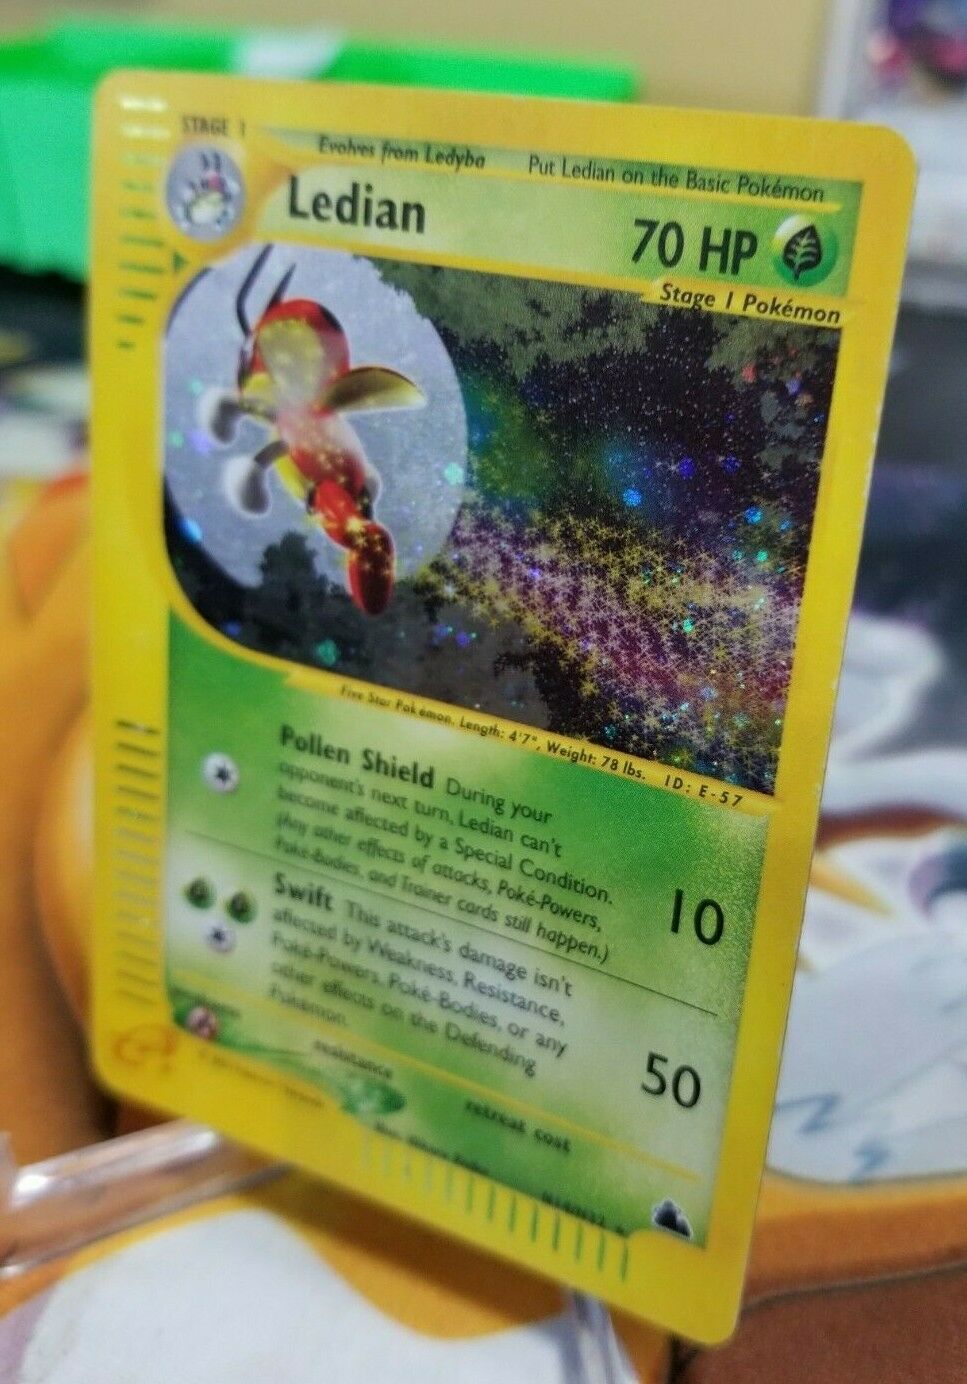 STAGE 1
Evolves from Ledyba Put Ledian on the Basic Pokémon
Ledian 70 HP
Stage 1 Pokémon
Five Star Pokémon. Length: 4'7", Weight: 78 lbs. ID: E-57
Pollen Shield During your
opponent's next turn, Ledian can't
become affected by a Special Condition.
(Any other effects of attacks, Poké-Powers,
Poké-Bodies, and Trainer cards still happen.)
10
Swift This attack's damage isn't
affected by Weakness, Resistance,
Poké-Powers, Poké-Bodies, or any
other effects on the Defending
Pokémon.
50
resistance
retreat cost